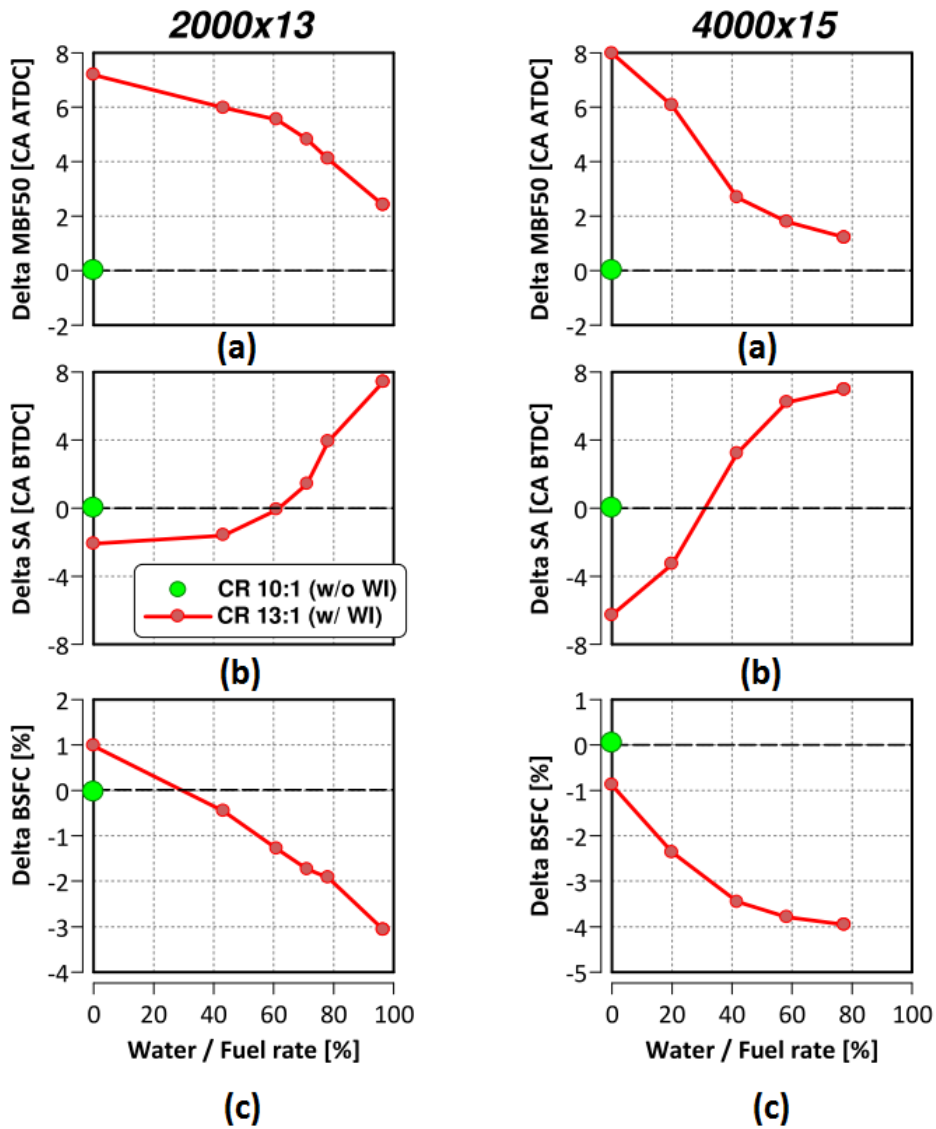 2000x13
4000x15
Delta MBF50 [CA ATDC]
8
6
4
2
0
-2
(a)
Delta MBF50 [CA ATDC]
8
6
4
2
0
-2
(a)
Delta SA [CA BTDC]
8
4
0
-4
-8
CR 10:1 (w/o WI)
CR 13:1 (w/ WI)
(b)
Delta SA [CA BTDC]
8
4
0
-4
-8
(b)
Delta BSFC [%]
2
1
0
-1
-2
-3
-4
0 20 40 60 80 100
Water / Fuel rate [%]
(c)
Delta BSFC [%]
1
0
-1
-2
-3
-4
-5
0 20 40 60 80 100
Water / Fuel rate [%]
(c)